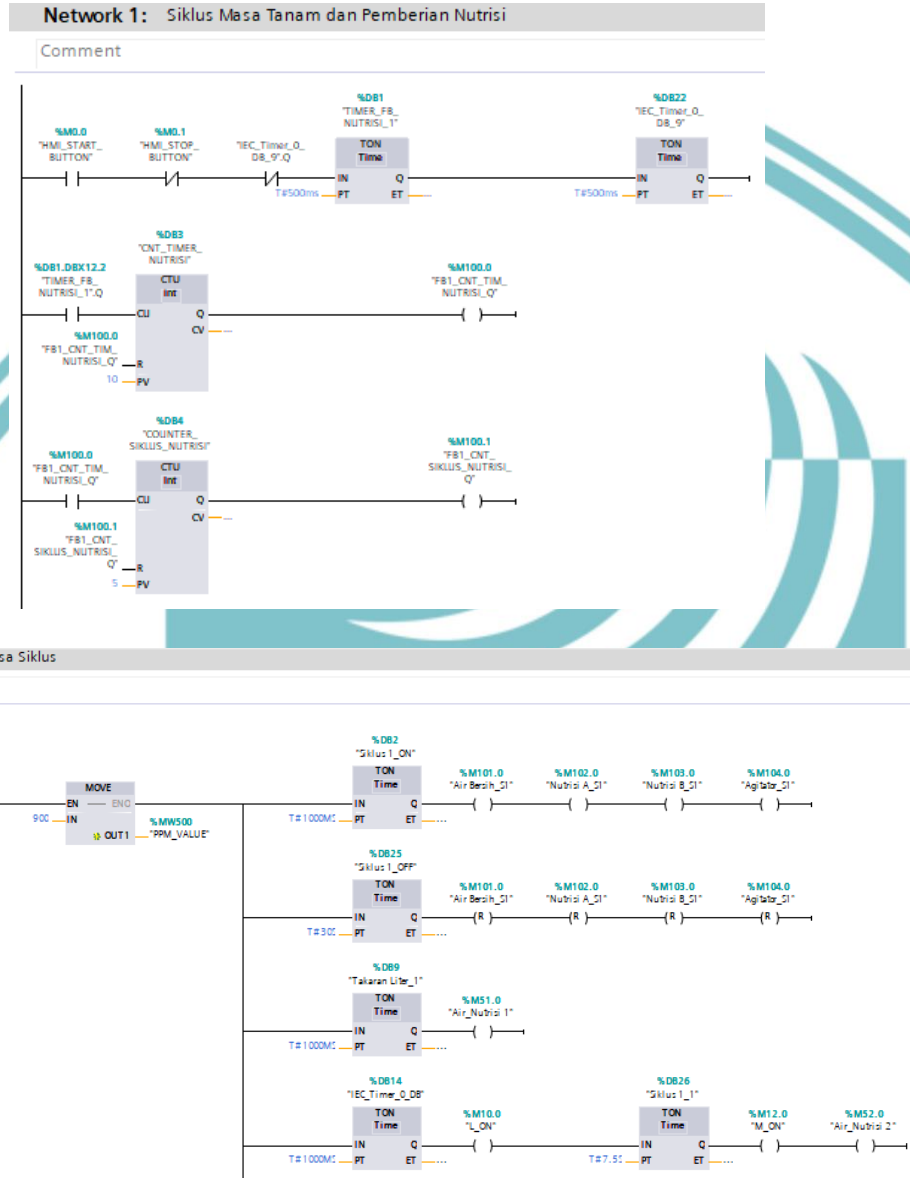 Network 1: Siklus Masa Tanam dan Pemberian Nutrisi
Comment
%DB1
"TIMER_FB_
NUTRISI_1"
%DB22
"IEC_Timer_0_
DB_9"
%M0.0
"HMI_START_
BUTTON"
%M0.1
"HMI_STOP_
BUTTON"
"IEC_Timer_0_
DB_9".Q
TON
Time
IN Q
T#500ms PT ET ...
TON
Time
IN Q
T#500ms PT ET ...
%DB3
"CNT_TIMER_
NUTRISI"
%DB1.DBX12.2
"TIMER_FB_
NUTRISI_1".Q
CTU
Int
CU Q
CV ...
%M100.0
"FB1_CNT_TIM_
NUTRISI_Q"
%M100.0
"FB1_CNT_TIM_
NUTRISI_Q" R
10 PV
%DB4
"COUNTER_
SIKLUS_NUTRISI"
%M100.0
"FB1_CNT_TIM_
NUTRISI_Q"
CTU
Int
CU Q
CV ...
%M100.1
"FB1_CNT_
SIKLUS_NUTRISI_
Q"
%M100.1
"FB1_CNT_
SIKLUS_NUTRISI_
Q" R
5 PV
sa Siklus
MOVE
EN ENO
900 IN
OUT1
%MW500
"PPM_VALUE"
%DB2
"Siklus 1_ON"
TON
Time
IN Q
T#1000MS PT ET ...
%M101.0
"Air Bersih_S1"
%M102.0
"Nutrisi A_S1"
%M103.0
"Nutrisi B_S1"
%M104.0
"Agitator_S1"
%DB25
"Siklus 1_OFF"
TON
Time
IN Q
T#30S PT ET ...
%M101.0
"Air Bersih_S1"
R
%M102.0
"Nutrisi A_S1"
R
%M103.0
"Nutrisi B_S1"
R
%M104.0
"Agitator_S1"
R
%DB9
"Takaran Liter_1"
TON
Time
IN Q
T#1000MS PT ET ...
%M51.0
"Air_Nutrisi 1"
%DB14
"IEC_Timer_0_DB"
TON
Time
IN Q
T#1000MS PT ET ...
%M10.0
"L_ON"
%DB26
"Siklus 1_1"
TON
Time
IN Q
T#7.5S PT ET ...
%M12.0
"M_ON"
%M52.0
"Air_Nutrisi 2"